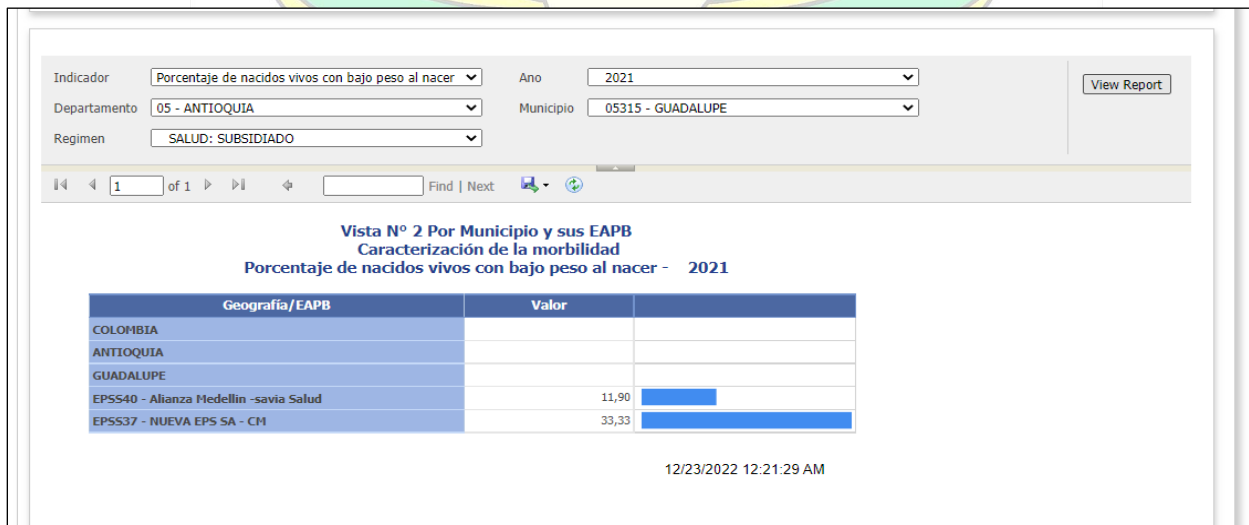 Indicador Porcentaje de nacidos vivos con bajo peso al nacer Ano 2021 View Report
Departamento 05 - ANTIOQUIA Municipio 05315 - GUADALUPE
Regimen SALUD: SUBSIDIADO
1 of 1 Find | Next
Vista N° 2 Por Municipio y sus EAPB
Caracterización de la morbilidad
Porcentaje de nacidos vivos con bajo peso al nacer - 2021
Geografía/EAPB Valor
COLOMBIA
ANTIOQUIA
GUADALUPE
EPSS40 - Alianza Medellin -savia Salud 11,90
EPSS37 - NUEVA EPS SA - CM 33,33
12/23/2022 12:21:29 AM